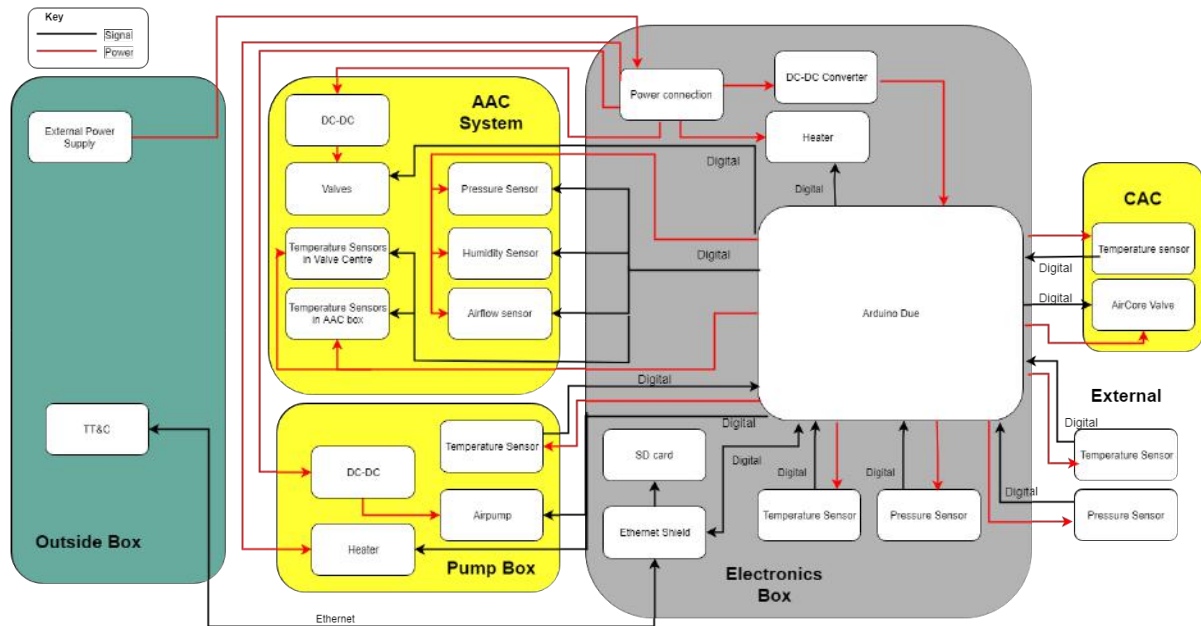 Key
Signal
Power
External Power
Supply
TT&C
Outside Box
AAC
System
DC-DC
Valves
Pressure Sensor
Temperature Sensors
in Valve Centre
Humidity Sensor
Temperature Sensors
in AAC box
Airflow sensor
Temperature Sensor
DC-DC
Airpump
Heater
Pump Box
Power connection
DC-DC Converter
Heater
Digital
Digital
Digital
Arduino Due
Digital
Digital
SD card
Digital
Digital
Digital
Ethernet Shield
Temperature Sensor
Pressure Sensor
Electronics
Box
Ethernet
CAC
Temperature sensor
Digital
AirCore Valve
Digital
External
Digital
Temperature Sensor
Digital
Pressure Sensor